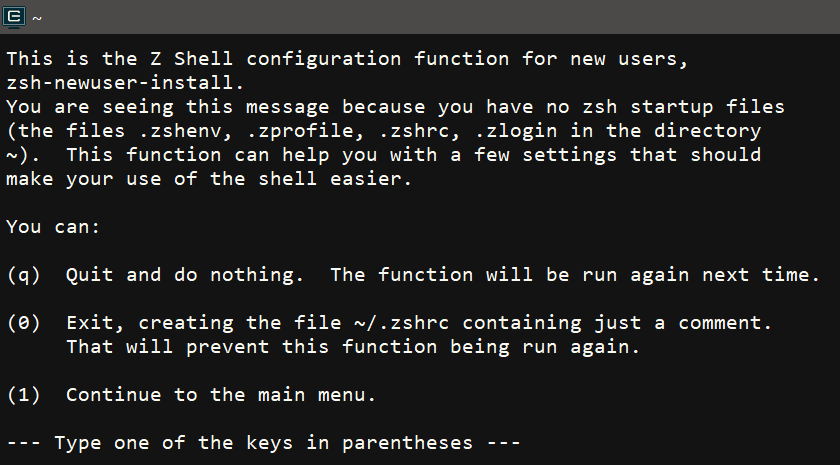 ~
This is the Z Shell configuration function for new users,
zsh-newuser-install.
You are seeing this message because you have no zsh startup files
(the files .zshenv, .zprofile, .zshrc, .zlogin in the directory
~).  This function can help you with a few settings that should
make your use of the shell easier.

You can:

(q)  Quit and do nothing.  The function will be run again next time.

(0)  Exit, creating the file ~/.zshrc containing just a comment.
     That will prevent this function being run again.

(1)  Continue to the main menu.

--- Type one of the keys in parentheses ---